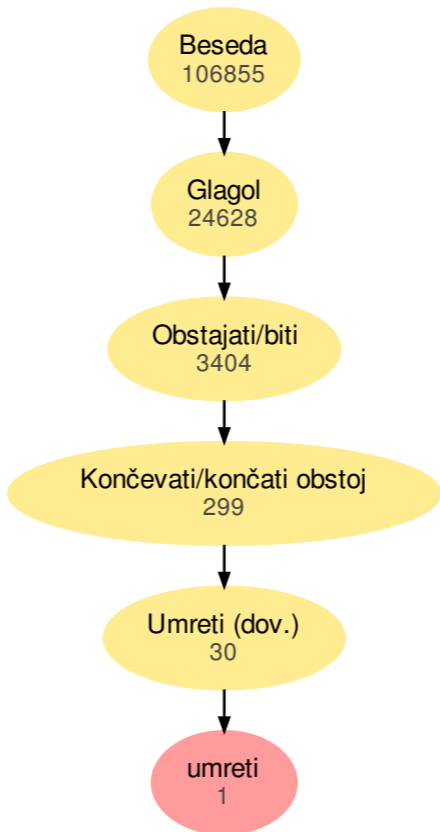 Beseda
106855
Glagol
24628
Obstajati/biti
3404
Končevati/končati obstoj
299
Umreti (dov.)
30
umreti
1